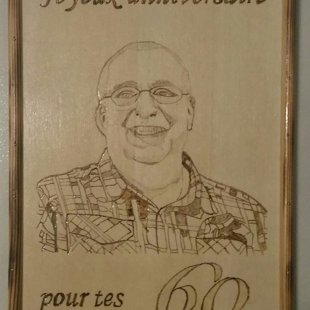 Joyeux anniversaire
pour tes 60